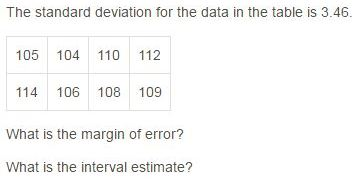 The standard deviation for the data in the table is 3.46.
105 104 110 112
114 106 108 109
What is the margin of error?
What is the interval estimate?